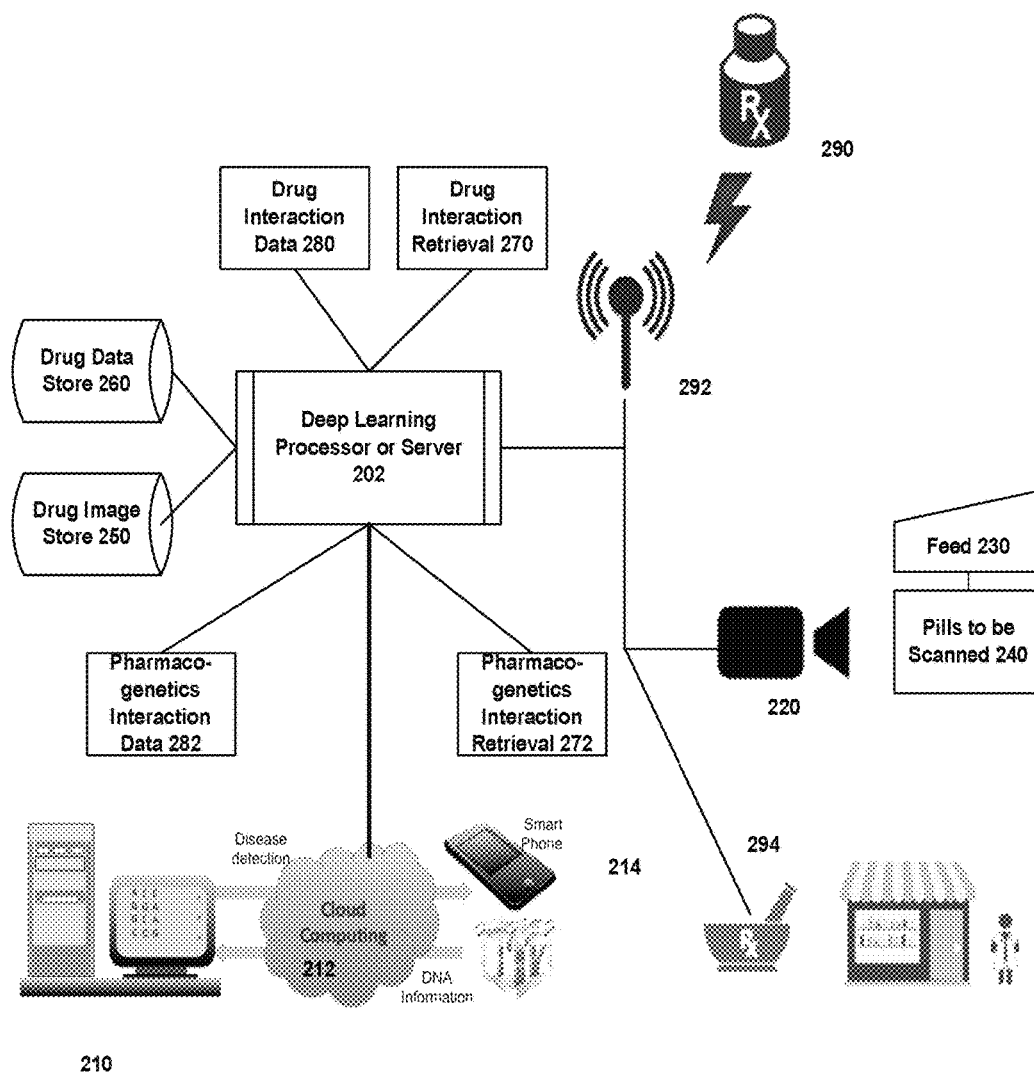 Rx
290
Drug
Interaction
Data 280
Drug
Interaction
Retrieval 270
292
Drug Data
Store 260
Deep Learning
Processor or Server
202
Drug Image
Store 250
Feed 230
Pills to be
Scanned 240
220
Pharmaco-
genetics
Interaction
Data 282
Pharmaco-
genetics
Interaction
Retrieval 272
Disease
detection
Smart
Phone
214
294
Cloud
Computing
212
DNA
Information
210